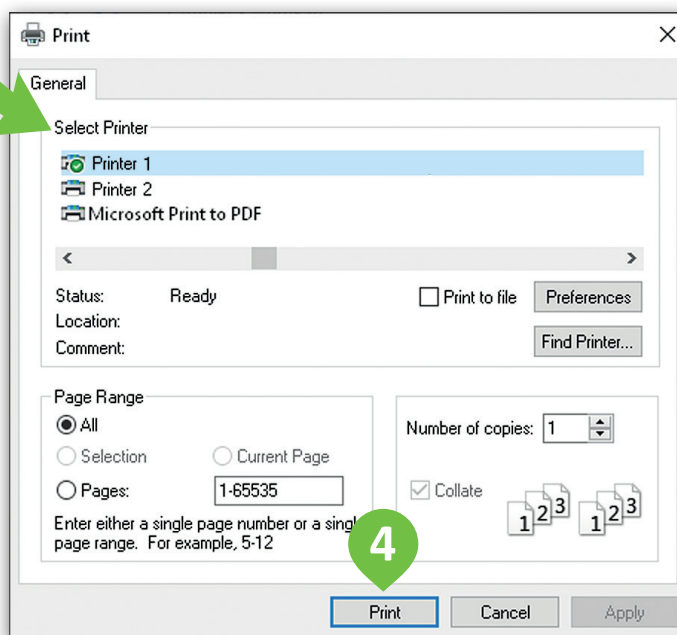 Print
General
Select Printer
Printer 1
Printer 2
Microsoft Print to PDF
Status: Ready Print to file Preferences
Location:
Comment: Find Printer...
Page Range
All
Selection Current Page
Pages: 1-65535
Enter either a single page number or a singl
page range. For example, 5-12
Number of copies: 1
Collate
1 2 3 1 2 3
4
Print Cancel Apply